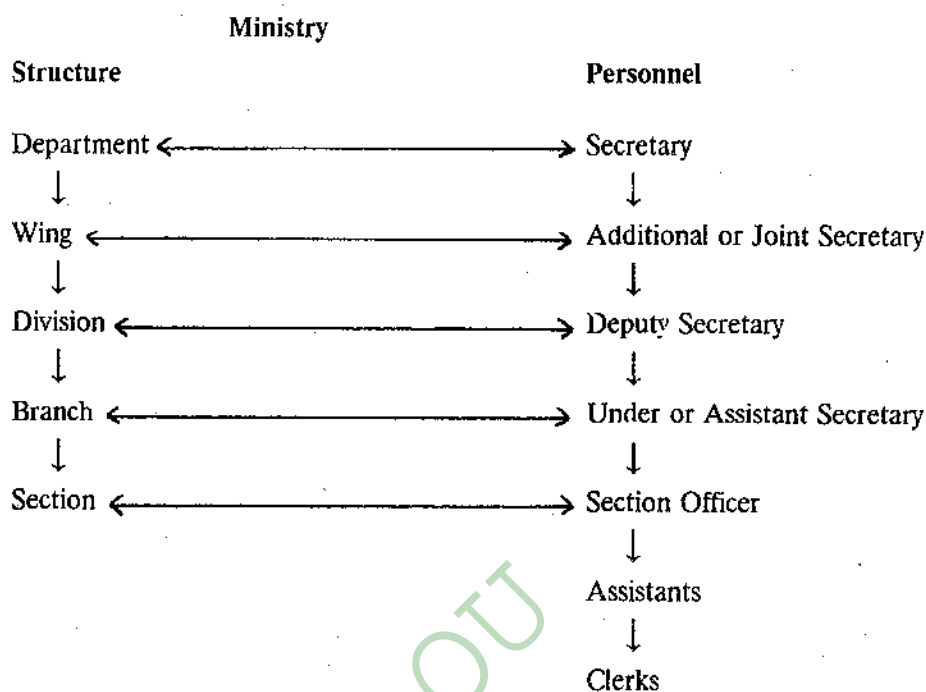 Ministry
Structure Personnel
Department Secretary
Wing Additional or Joint Secretary
Division Deputy Secretary
Branch Under or Assistant Secretary
Section Section Officer
Assistants
OU
Clerks